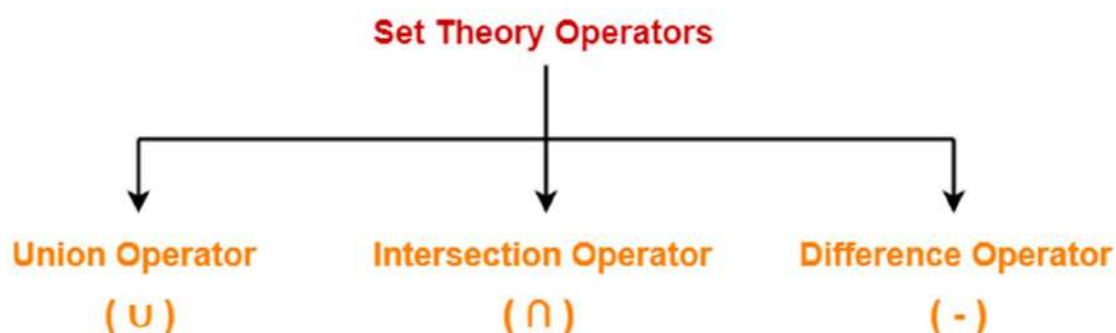 Set Theory Operators
Union Operator
( ∪ )
Intersection Operator
( ∩ )
Difference Operator
( - )